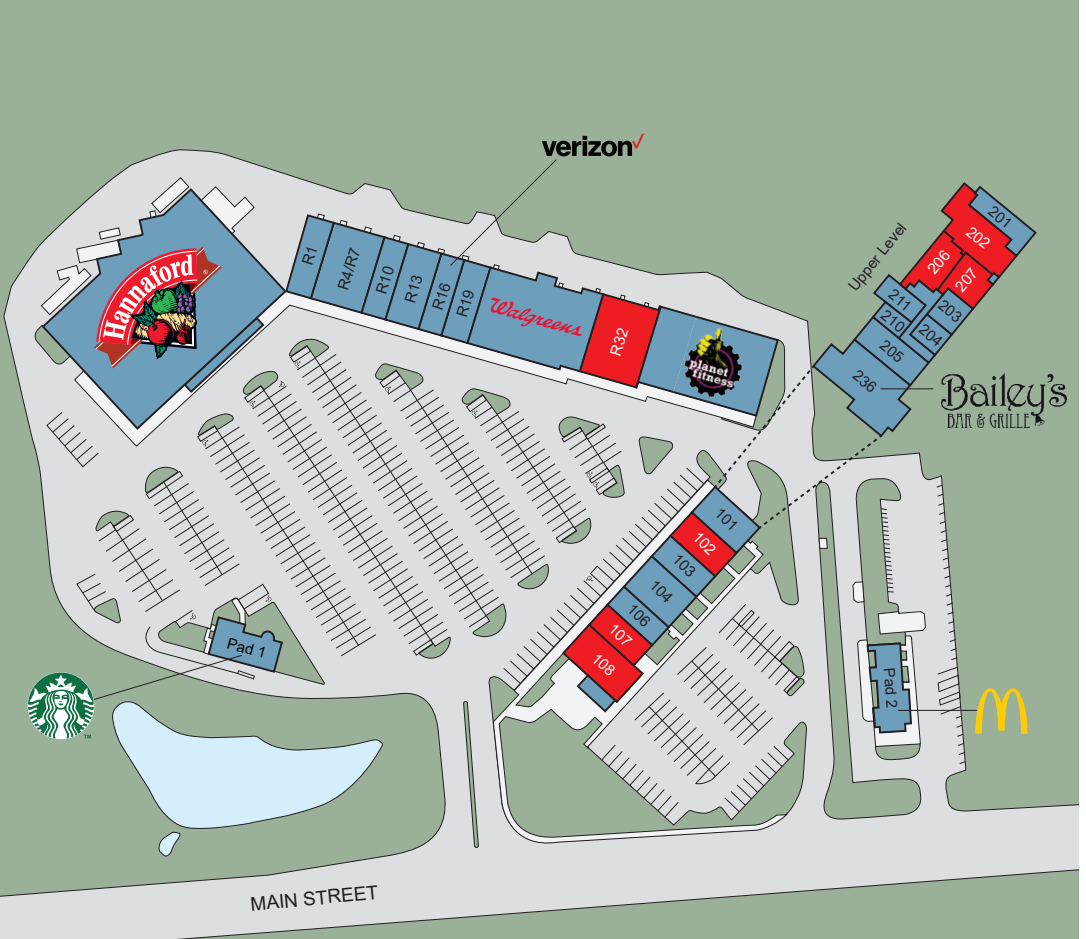 verizon
Hannaford
®
R1
R4/R7
R10
R13
R16
R19
Walgreens
R32
planet
fitness
Upper Level
201
202
206
207
211
203
210
204
205
236
Bailey's
BAR & GRILLE
101
102
103
104
106
107
108
Pad 1
TM
Pad 2
MAIN STREET